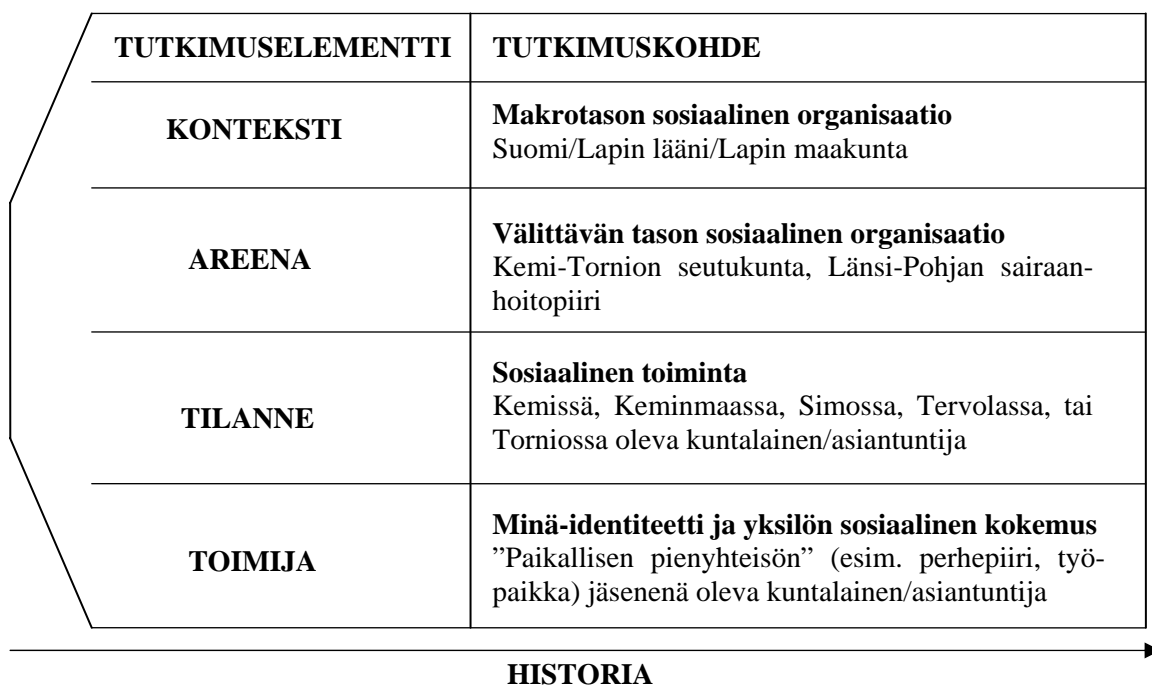 TUTKIMUSELEMENTTI
TUTKIMUSKOHDE
KONTEKSTI
Makrotason sosiaalinen organisaatio
Suomi/Lapin lääni/Lapin maakunta
AREENA
Välittävän tason sosiaalinen organisaatio
Kemi-Tornion seutukunta, Länsi-Pohjan sairaan-
hoitopiiri
TILANNE
Sosiaalinen toiminta
Kemissä, Keminmaassa, Simossa, Tervolassa, tai
Torniossa oleva kuntalainen/asiantuntija
TOIMIJA
Minä-identiteetti ja yksilön sosiaalinen kokemus
”Paikallisen pienyhteisön” (esim. perhepiiri, työ-
paikka) jäsenenä oleva kuntalainen/asiantuntija
HISTORIA